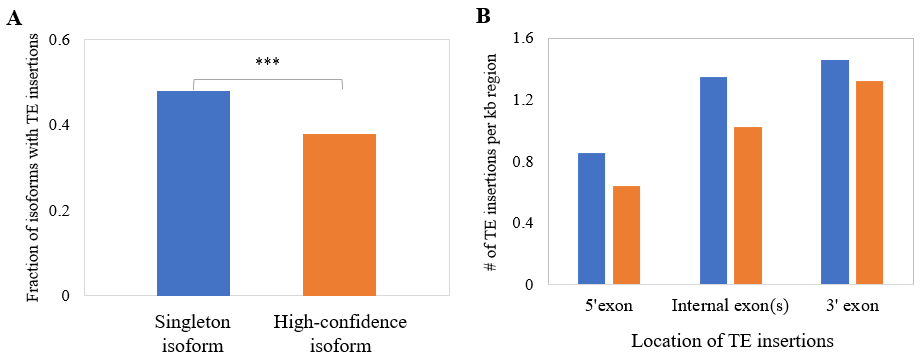 A
Fraction of isoforms with TE insertions
0.6
0.4
0.2
0
***
Singleton
isoform
High-confidence
isoform
B
# of TE insertions per kb region
1.6
1.2
0.8
0.4
0
5'exon
Internal exon(s)
3' exon
Location of TE insertions